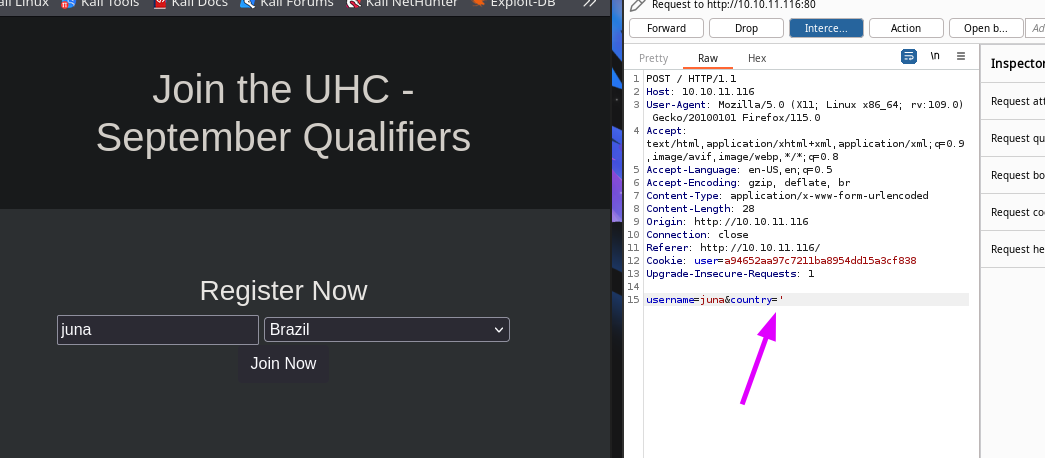 ali Linux Kali Tools Kali Docs Kali Forums Kali NetHunter Exploit-DB
Join the UHC -
September Qualifiers
Register Now
juna Brazil
Join Now
Request to http://10.10.11.116:80
Forward Drop Interce... Action Open b... Ad
Pretty Raw Hex \n
1 POST / HTTP/1.1
2 Host: 10.10.11.116
3 User-Agent: Mozilla/5.0 (X11; Linux x86_64; rv:109.0)
Gecko/20100101 Firefox/115.0
4 Accept:
text/html,application/xhtml+xml,application/xml;q=0.9
,image/avif,image/webp,*/*;q=0.8
5 Accept-Language: en-US,en;q=0.5
6 Accept-Encoding: gzip, deflate, br
7 Content-Type: application/x-www-form-urlencoded
8 Content-Length: 28
9 Origin: http://10.10.11.116
10 Connection: close
11 Referer: http://10.10.11.116/
12 Cookie: user=a94652aa97c7211ba8954dd15a3cf838
13 Upgrade-Insecure-Requests: 1
14
15 username=juna&country='
Inspector
Request att
Request qu
Request bo
Request coo
Request he